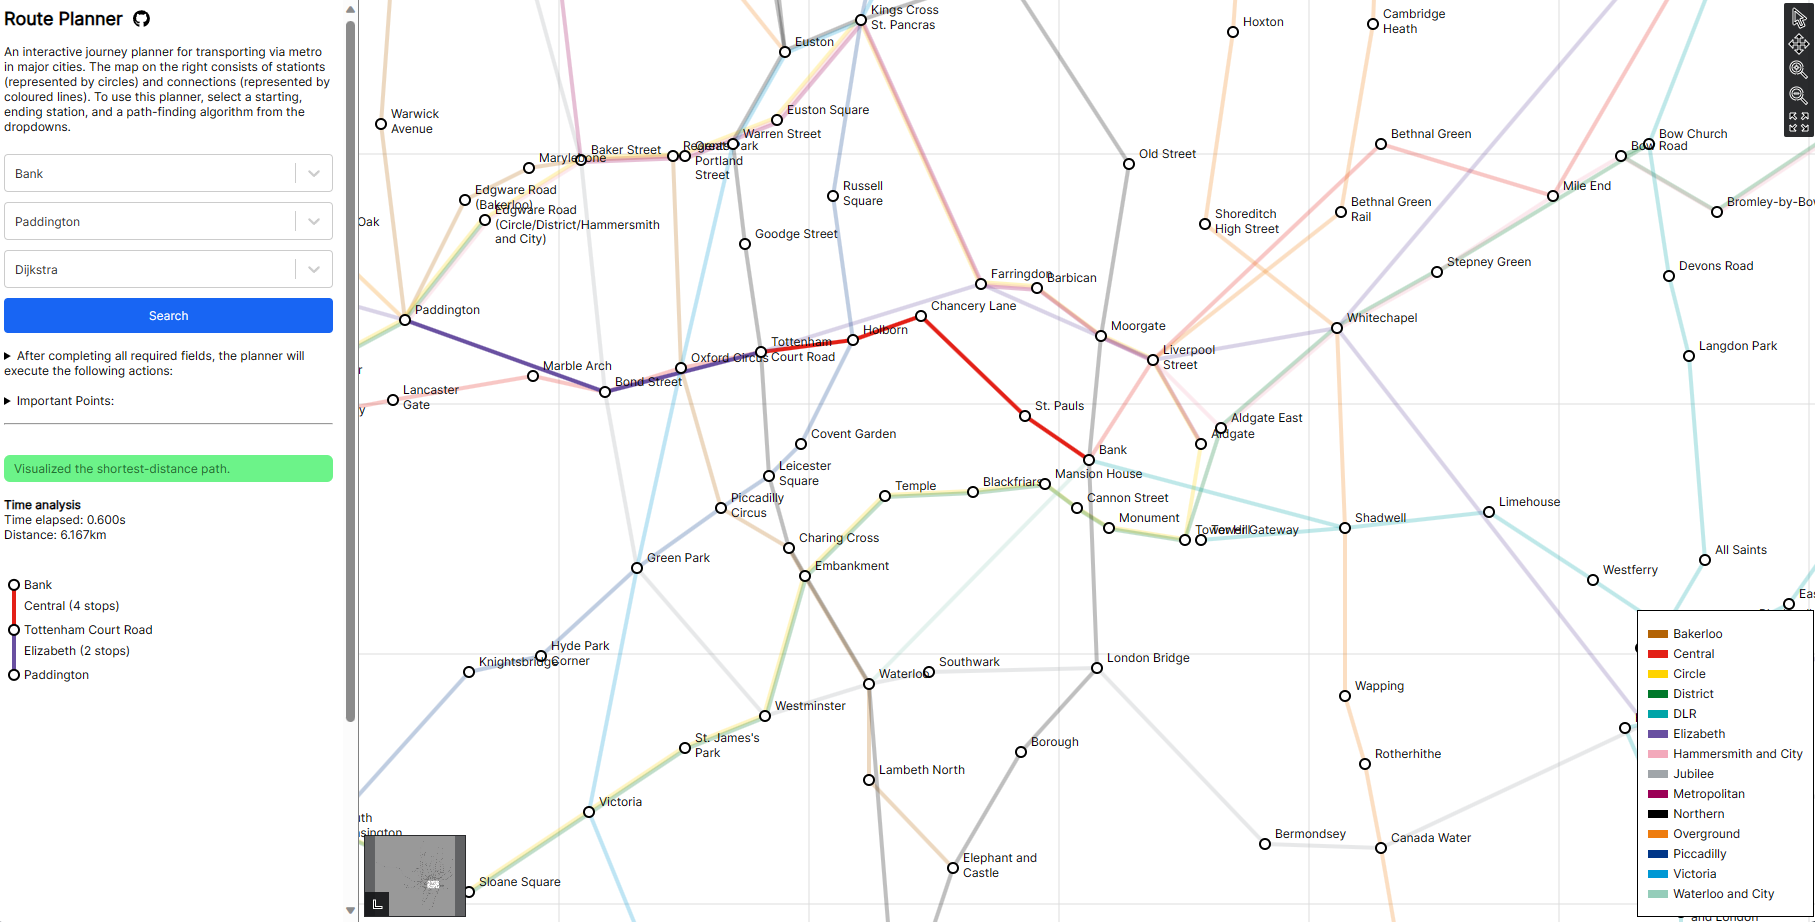 Route Planner
An interactive journey planner for transporting via metro
in major cities. The map on the right consists of stationts
(represented by circles) and connections (represented by
coloured lines). To use this planner, select a starting,
ending station, and a path-finding algorithm from the
dropdowns.
Bank
Paddington
Dijkstra
Search
After completing all required fields, the planner will
execute the following actions:
Important Points:
Visualized the shortest-distance path.
Time analysis
Time elapsed: 0.600s
Distance: 6.167km
Bank
Central (4 stops)
Tottenham Court Road
Elizabeth (2 stops)
Paddington
Kings Cross
St. Pancras
Euston
Hoxton
Cambridge
Heath
Warwick
Avenue
Euston Square
Warren Street
Baker Street
Great
Portland
Street
Marylebone
Edgware Road
(Bakerloo)
Edgware Road
(Circle/District/Hammersmith
and City)
Oak
Russell
Square
Goodge Street
Old Street
Bethnal Green
Bow Church
Bow Road
Mile End
Bethnal Green
Rail
Shoreditch
High Street
Bromley-by-Bow
Stepney Green
Devons Road
Farringdon
Barbican
Chancery Lane
Paddington
Moorgate
Whitechapel
Holborn
Tottenham
Court Road
Oxford Circus
Liverpool
Street
Langdon Park
Marble Arch
Bond Street
Lancaster
Gate
St. Pauls
Aldgate East
Aldgate
Covent Garden
Bank
Leicester
Square
Mansion House
Temple
Blackfriars
Cannon Street
Piccadilly
Circus
Monument
Tower Hill
Tower Gateway
Shadwell
Limehouse
Charing Cross
Embankment
Green Park
All Saints
Westferry
Eas
Hyde Park
Corner
Knightsbridge
Waterloo
Southwark
London Bridge
Wapping
Westminster
St. James's
Park
Borough
Rotherhithe
Lambeth North
Victoria
Bermondsey
Canada Water
Elephant and
Castle
Sloane Square
Bakerloo
Central
Circle
District
DLR
Elizabeth
Hammersmith and City
Jubilee
Metropolitan
Northern
Overground
Piccadilly
Victoria
Waterloo and City